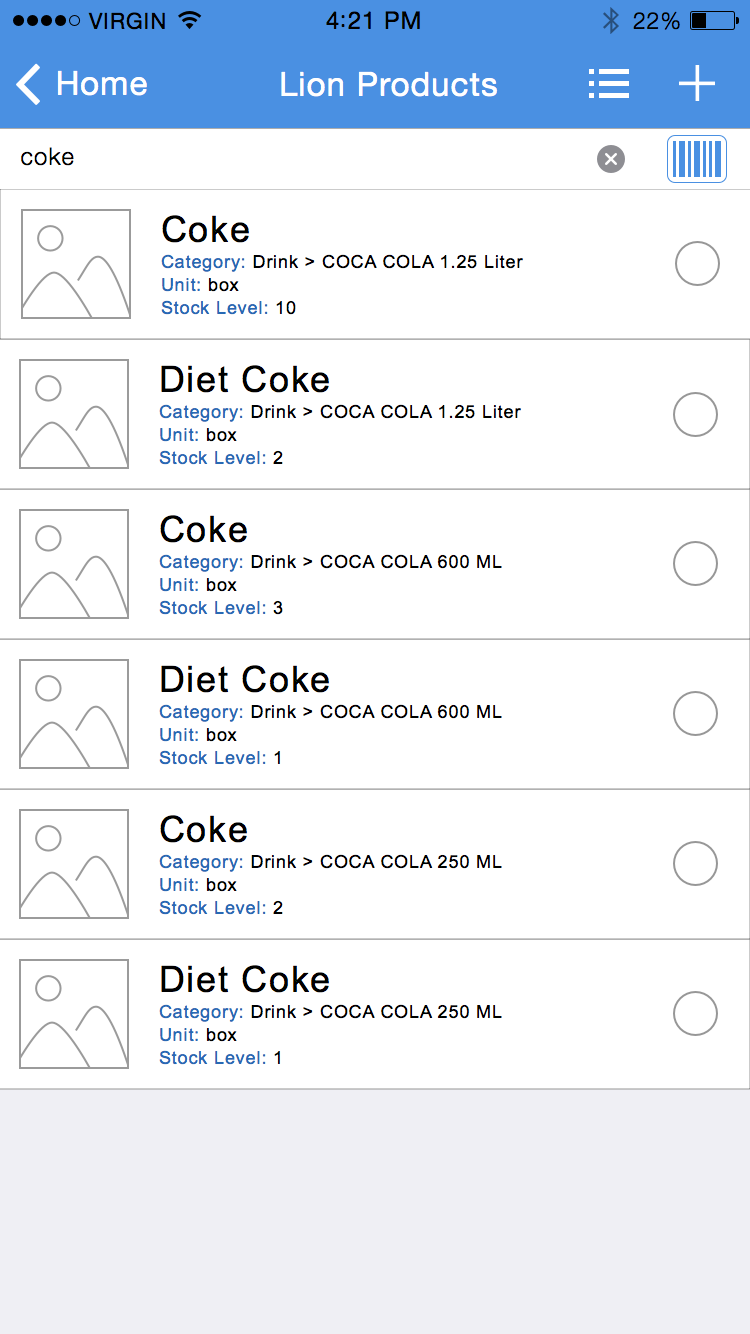 VIRGIN 4:21 PM 22%
Home Lion Products
coke
Coke
Category: Drink > COCA COLA 1.25 Liter
Unit: box
Stock Level: 10
Diet Coke
Category: Drink > COCA COLA 1.25 Liter
Unit: box
Stock Level: 2
Coke
Category: Drink > COCA COLA 600 ML
Unit: box
Stock Level: 3
Diet Coke
Category: Drink > COCA COLA 600 ML
Unit: box
Stock Level: 1
Coke
Category: Drink > COCA COLA 250 ML
Unit: box
Stock Level: 2
Diet Coke
Category: Drink > COCA COLA 250 ML
Unit: box
Stock Level: 1